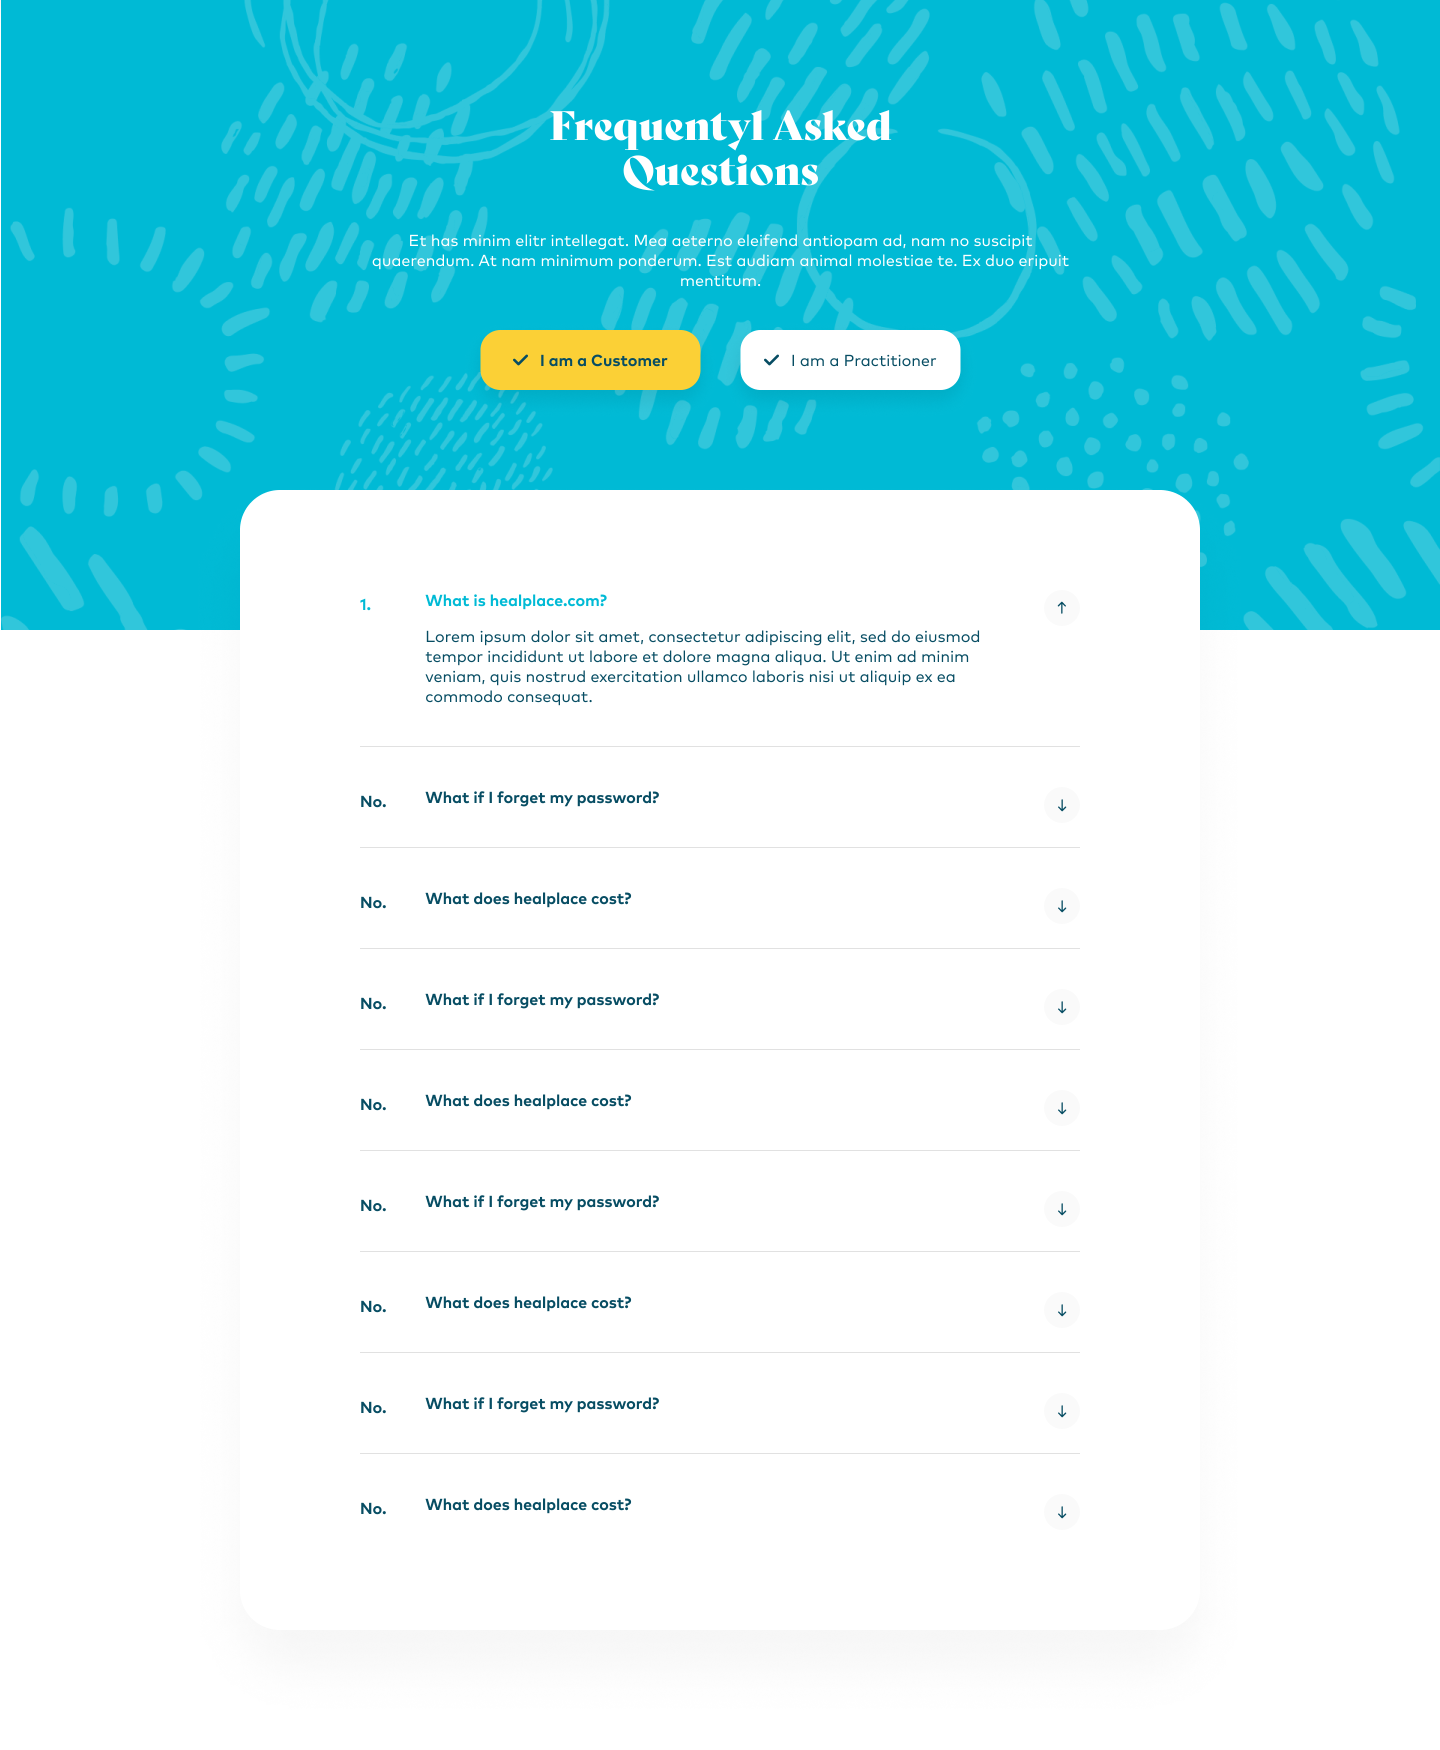 Frequentyl Asked
Questions
Et has minim elitr intellegat. Mea aeterno eleifend antiopam ad, nam no suscipit
quaerendum. At nam minimum ponderum. Est audiam animal molestiae te. Ex duo eripuit
mentitum.
I am a Customer
I am a Practitioner
1.
What is healplace.com?
Lorem ipsum dolor sit amet, consectetur adipiscing elit, sed do eiusmod
tempor incididunt ut labore et dolore magna aliqua. Ut enim ad minim
veniam, quis nostrud exercitation ullamco laboris nisi ut aliquip ex ea
commodo consequat.
No.
What if I forget my password?
No.
What does healplace cost?
No.
What if I forget my password?
No.
What does healplace cost?
No.
What if I forget my password?
No.
What does healplace cost?
No.
What if I forget my password?
No.
What does healplace cost?